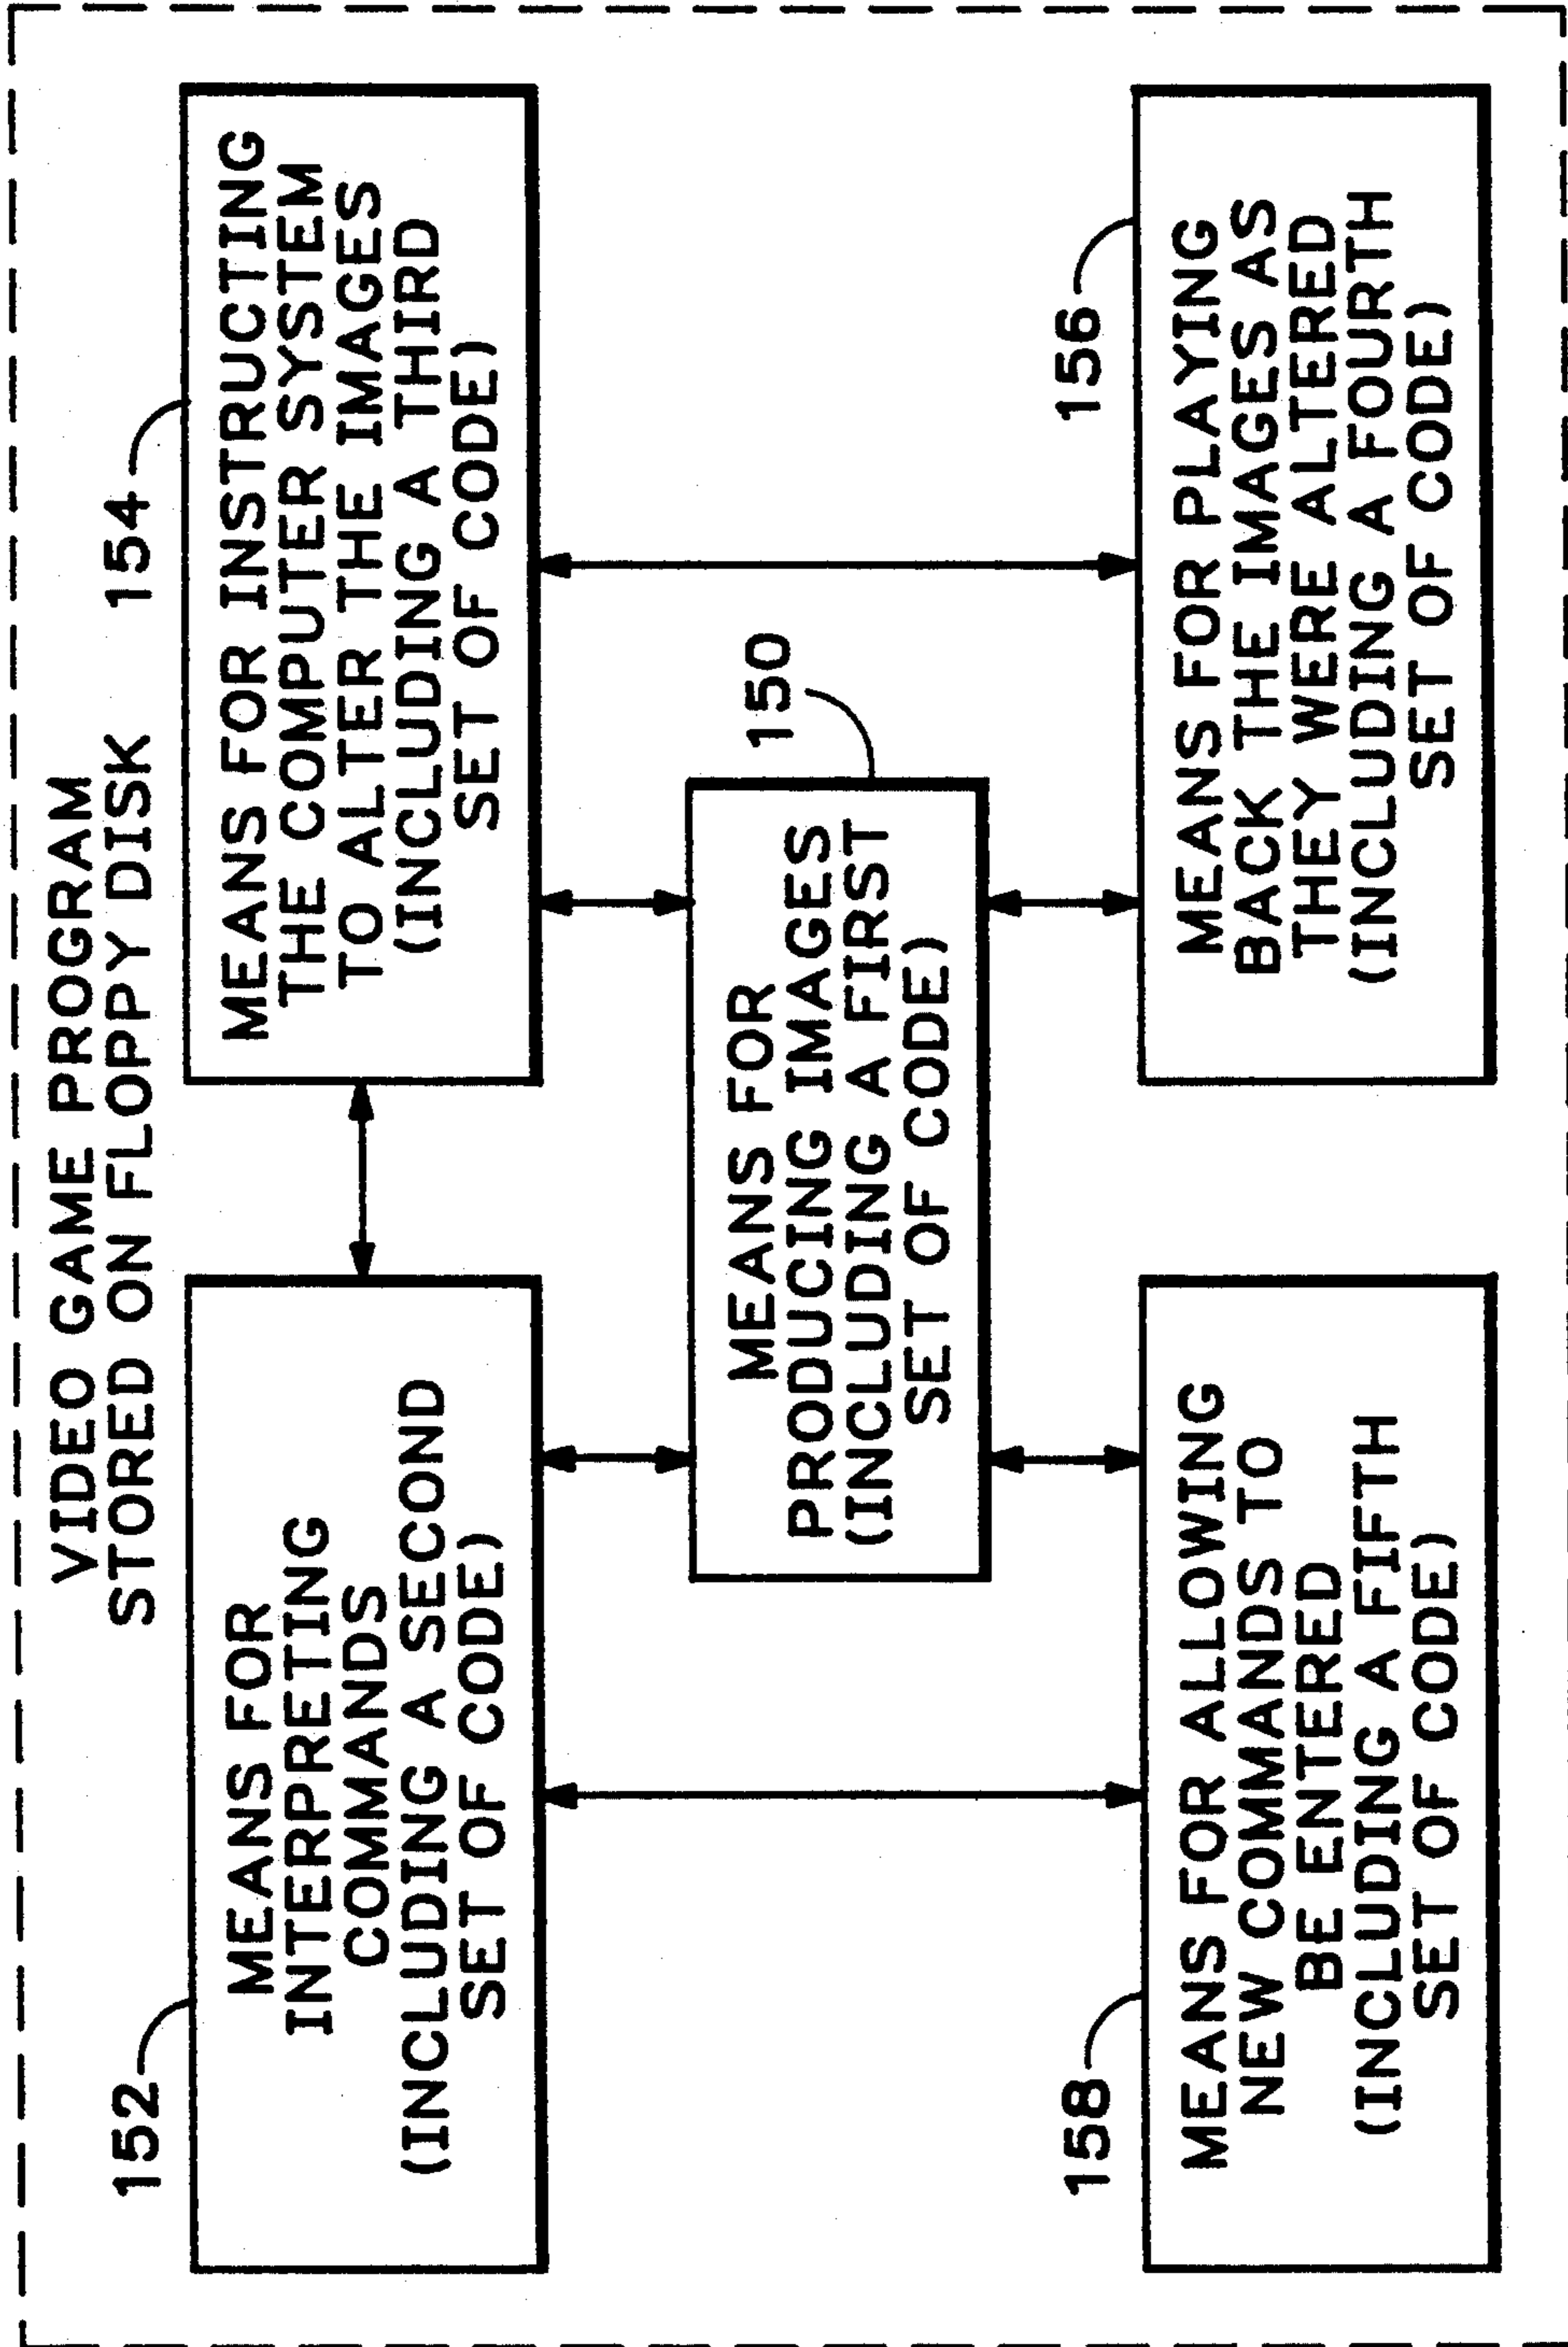 VIDEO GAME PROGRAM
STORED ON FLOPPY DISK
152
MEANS FOR
INTERPRETING
COMMANDS
(INCLUDING A SECOND
SET OF CODE)
154
MEANS FOR INSTRUCTING
THE COMPUTER SYSTEM
TO ALTER THE IMAGES
(INCLUDING A THIRD
SET OF CODE)
150
MEANS FOR
PRODUCING IMAGES
(INCLUDING A FIRST
SET OF CODE)
158
MEANS FOR ALLOWING
NEW COMMANDS TO
BE ENTERED
(INCLUDING A FIFTH
SET OF CODE)
156
MEANS FOR PLAYING
BACK THE IMAGES AS
THEY WERE ALTERED
(INCLUDING A FOURTH
SET OF CODE)